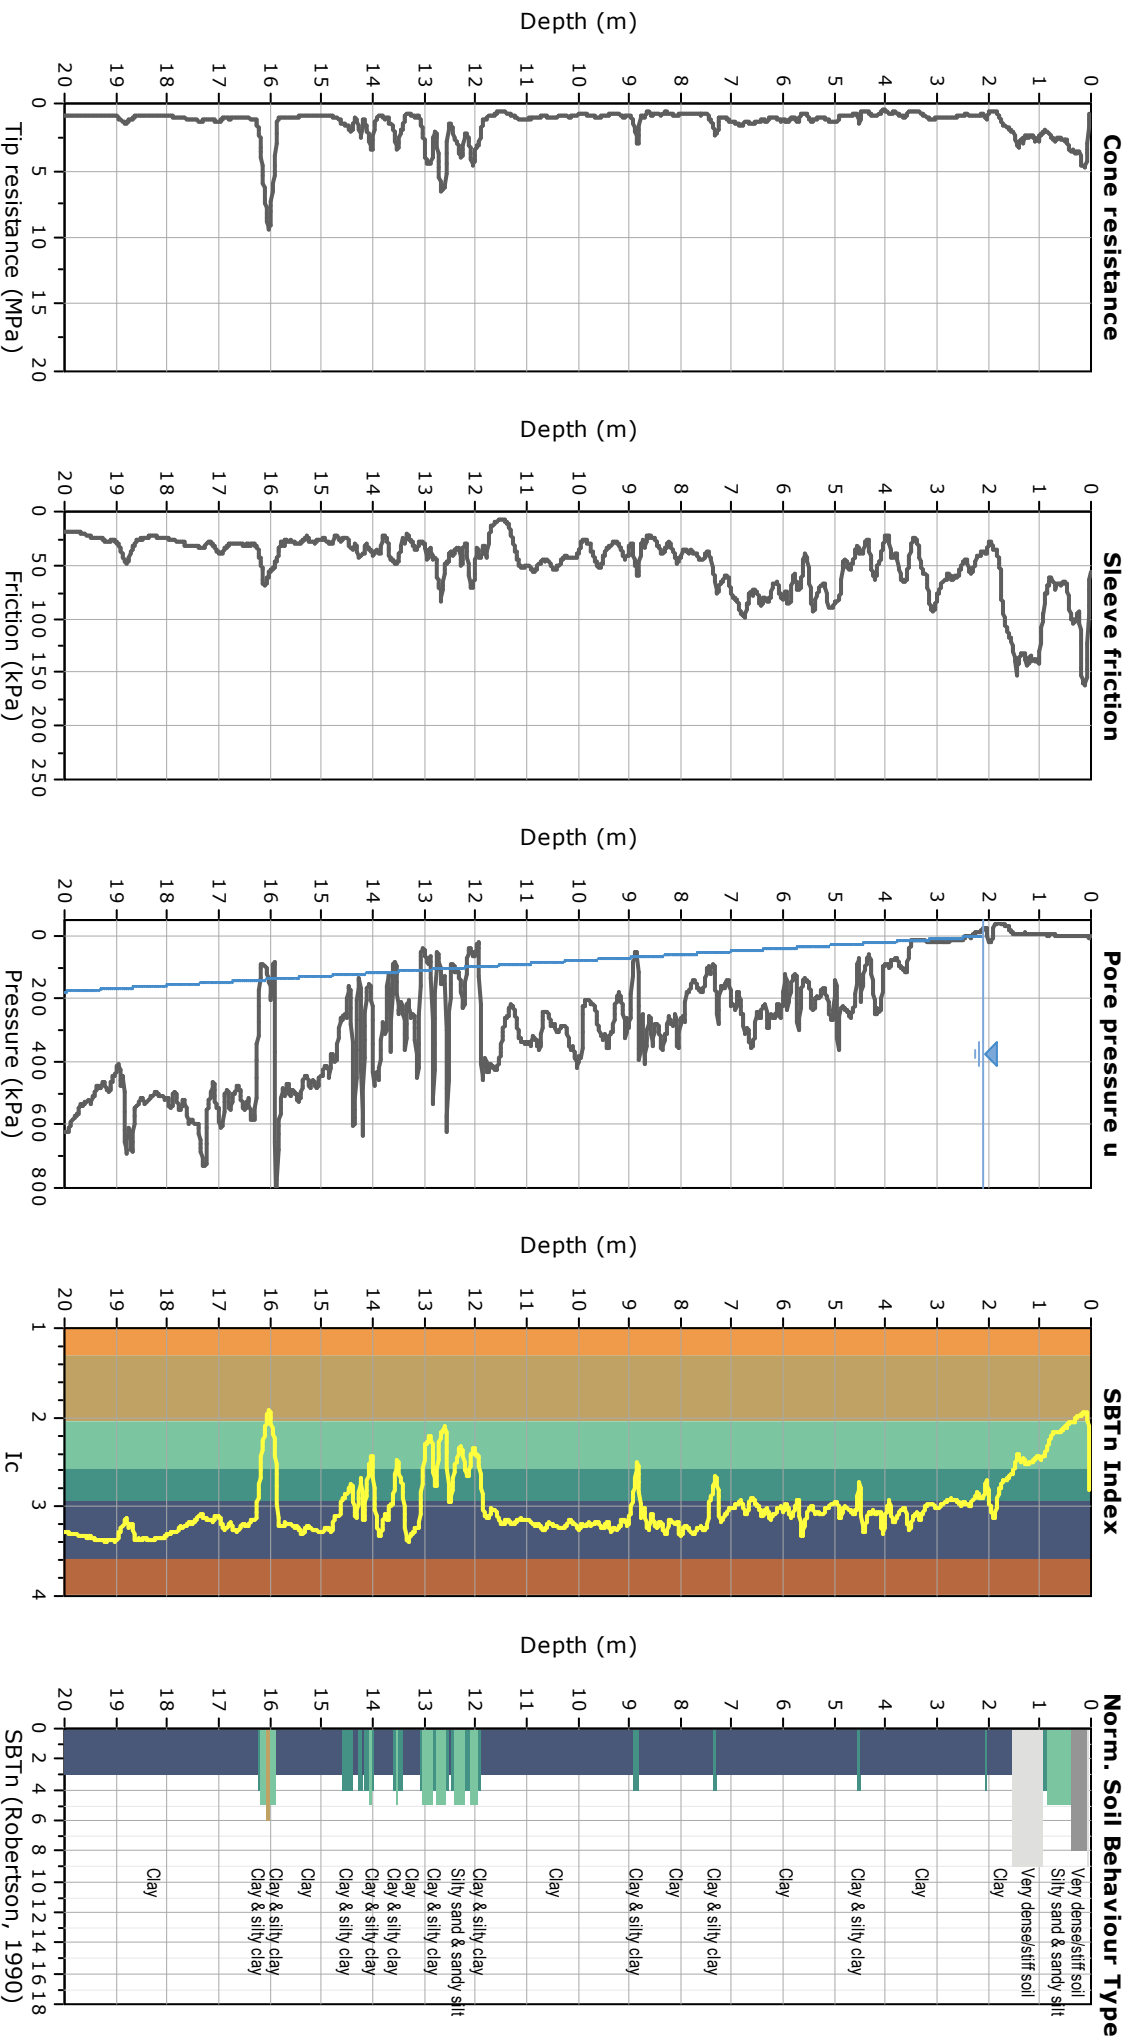 Cone resistance
Depth (m)
0 1 2 3 4 5 6 7 8 9 10 11 12 13 14 15 16 17 18 19 20
0 5 10 15 20
Tip resistance (MPa)
Sleeve friction
Depth (m)
0 1 2 3 4 5 6 7 8 9 10 11 12 13 14 15 16 17 18 19 20
0 50 100 150 200 250
Friction (kPa)
Pore pressure u
Depth (m)
0 1 2 3 4 5 6 7 8 9 10 11 12 13 14 15 16 17 18 19 20
0 200 400 600 800
Pressure (kPa)
SBTn Index
Depth (m)
0 1 2 3 4 5 6 7 8 9 10 11 12 13 14 15 16 17 18 19 20
1 2 3 4
Ic
Norm. Soil Behaviour Type
Depth (m)
0 1 2 3 4 5 6 7 8 9 10 11 12 13 14 15 16 17 18 19 20
Very dense/stiff soil
Silty sand & sandy silt
Very dense/stiff soil
Clay
Clay
Clay & silty clay
Clay
Clay & silty clay
Clay
Clay & silty clay
Clay
Clay & silty clay
Silty sand & sandy silt
Clay & silty clay
Clay
Clay & silty clay
Clay & silty clay
Clay & silty clay
Clay
Clay & silty clay
Clay & silty clay
Clay
0 2 4 6 8 10 12 14 16 18
SBTn (Robertson, 1990)